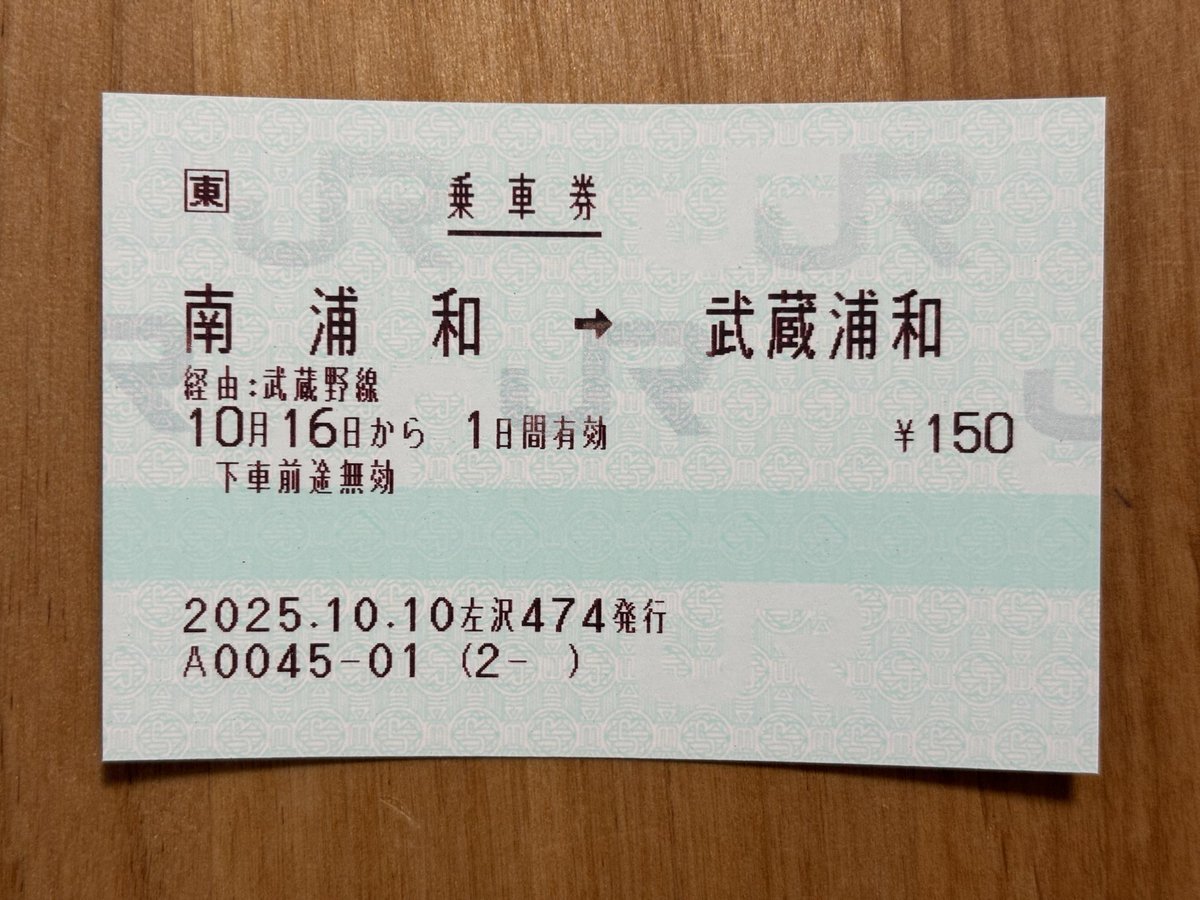 東 乗車券
南浦和 → 武蔵浦和
経由:武蔵野線
10月16日から 1日間有効 ¥150
下車前途無効
2025.10.10左沢474発行
A0045-01 (2- )